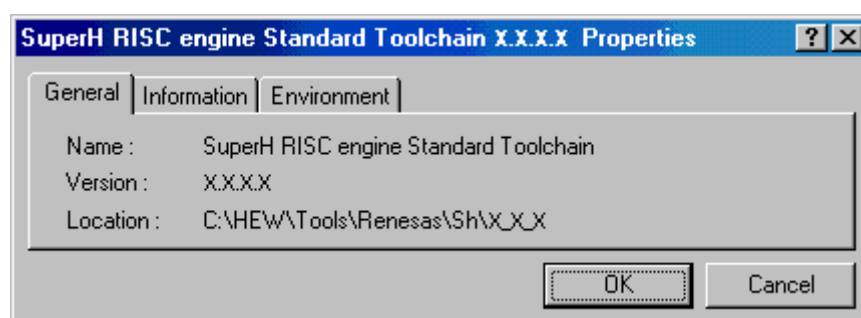 SuperH RISC engine Standard Toolchain X.X.X.X Properties
General Information Environment
Name : SuperH RISC engine Standard Toolchain
Version : X.X.X.X
Location : C:\HEW\Tools\Renesas\Sh\X_X_X
OK Cancel